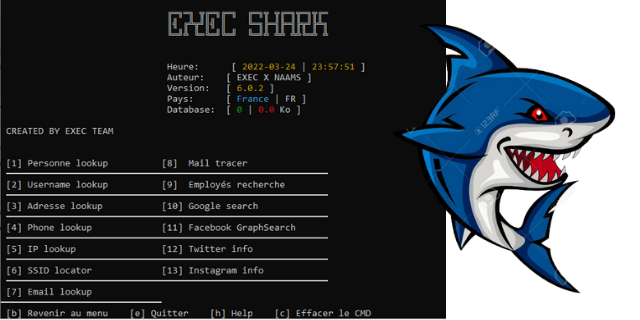 EXEC SHARK
Heure: [ 2022-03-24 | 23:57:51 ]
Auteur: [ EXEC X NAAMS ]
Version: [ 6.0.2 ]
Pays: [ France | FR ]
Database: [ 0 | 0.0 Ko ]
CREATED BY EXEC TEAM
[1] Personne lookup [8] Mail tracer
[2] Username lookup [9] Employés recherche
[3] Adresse lookup [10] Google search
[4] Phone lookup [11] Facebook GraphSearch
[5] IP lookup [12] Twitter info
[6] SSID locator [13] Instagram info
[7] Email lookup
[b] Revenir au menu [e] Quitter [h] Help [c] Effacer le CMD
123RF